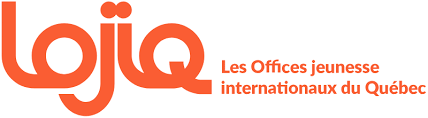 lojiq
Les Offices jeunesse
internationaux du Québec